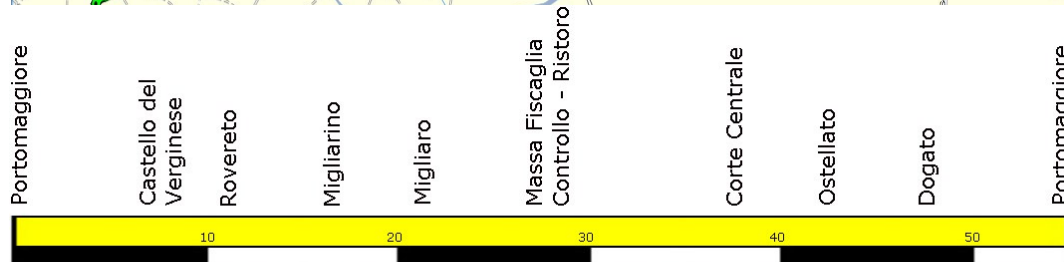 Portomaggiore
Castello del
Verginese
Rovereto
Migliarino
Migliaro
Massa Fiscaglia
Controllo - Ristoro
Corte Centrale
Ostellato
Dogato
Portomaggiore
10
20
30
40
50